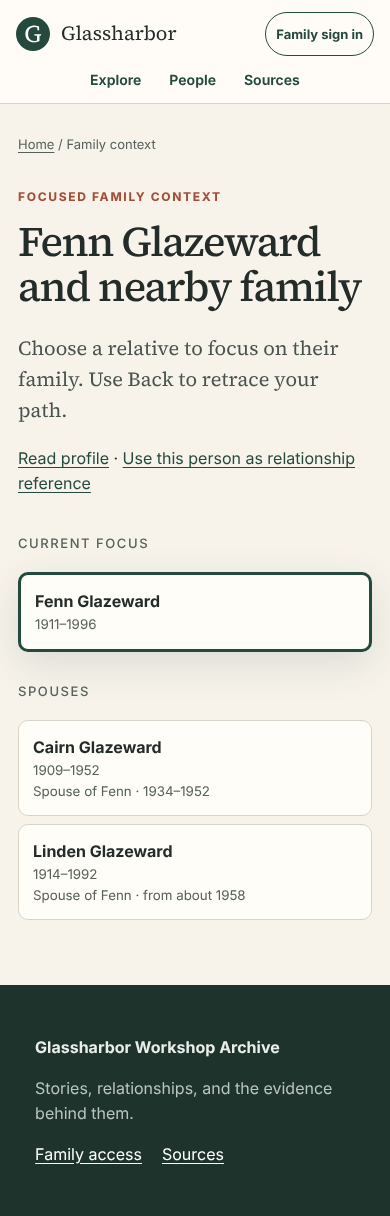 G Glassharbor
Family sign in
Explore People Sources
Home / Family context
FOCUSED FAMILY CONTEXT
Fenn Glazeward
and nearby family
Choose a relative to focus on their
family. Use Back to retrace your
path.
Read profile · Use this person as relationship
reference
CURRENT FOCUS
Fenn Glazeward
1911–1996
SPOUSES
Cairn Glazeward
1909–1952
Spouse of Fenn · 1934–1952
Linden Glazeward
1914–1992
Spouse of Fenn · from about 1958
Glassharbor Workshop Archive
Stories, relationships, and the evidence
behind them.
Family access Sources